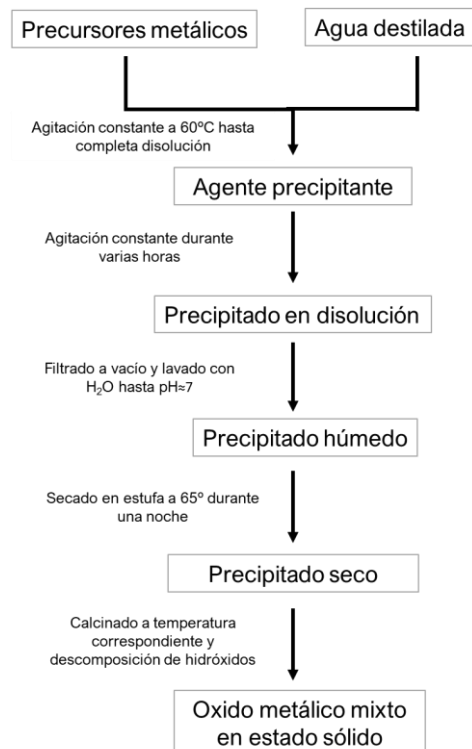 Precursores metálicos
Agua destilada
Agitación constante a 60ºC hasta
completa disolución
Agente precipitante
Agitación constante durante
varias horas
Precipitado en disolución
Filtrado a vacío y lavado con
H₂O hasta pH≈7
Precipitado húmedo
Secado en estufa a 65º durante
una noche
Precipitado seco
Calcinado a temperatura
correspondiente y
descomposición de hidróxidos
Oxido metálico mixto
en estado sólido